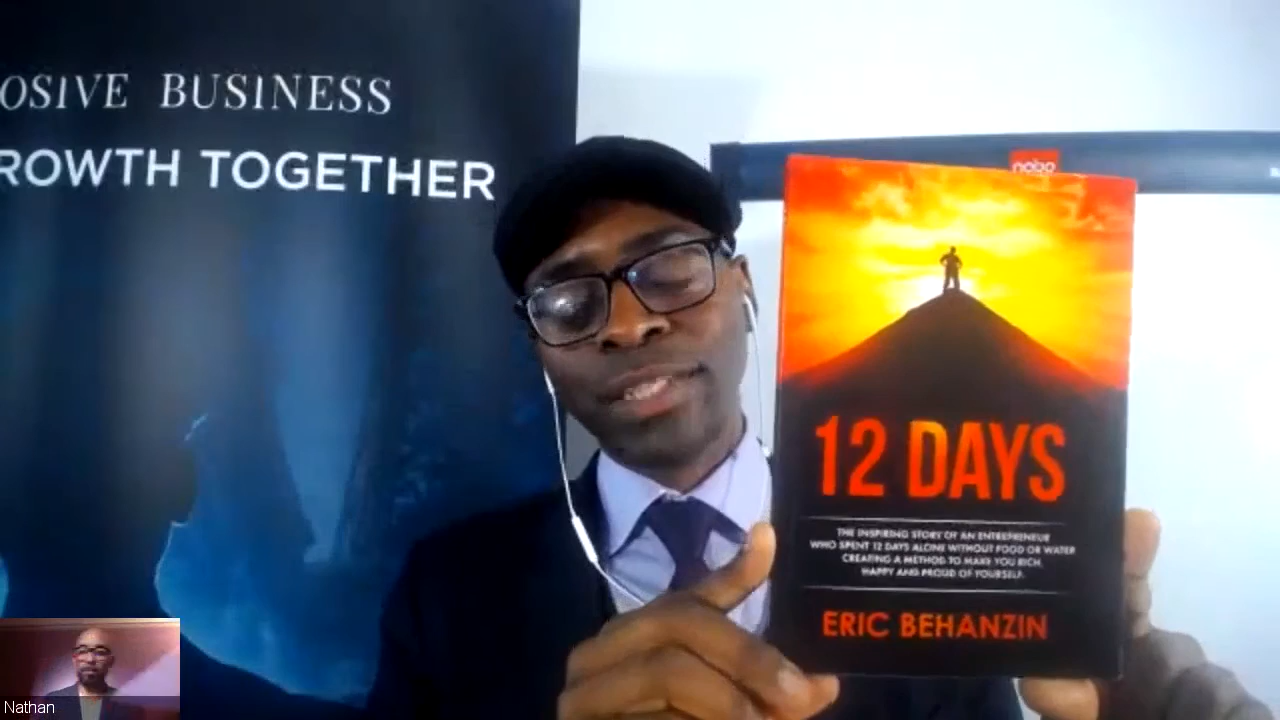 OSIVE BUSINESS
ROWTH TOGETHER
nobo
12 DAYS
THE INSPIRING STORY OF AN ENTREPRENEUR
WHO SPENT 12 DAYS ALONE WITHOUT FOOD OR WATER
CREATING A METHOD TO MAKE YOU RICH,
HAPPY AND PROUD OF YOURSELF.
ERIC BEHANZIN
Nathan